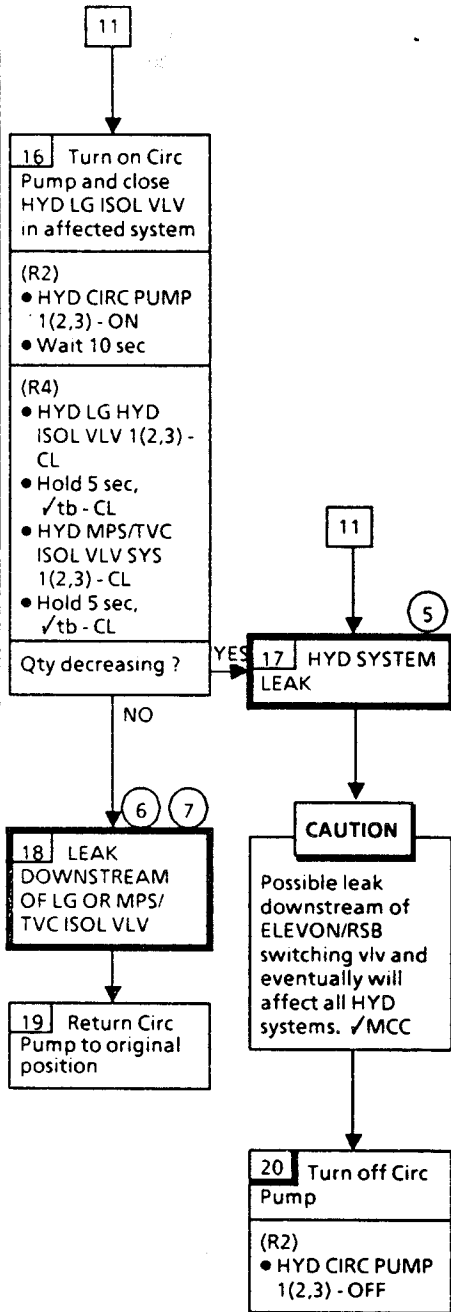 11
16 Turn on Circ
Pump and close
HYD LG ISOL VLV
in affected system
(R2)
• HYD CIRC PUMP
1(2,3) - ON
• Wait 10 sec
(R4)
• HYD LG HYD
ISOL VLV 1(2,3) -
CL
• Hold 5 sec,
✓tb - CL
• HYD MPS/TVC
ISOL VLV SYS
1(2,3) - CL
• Hold 5 sec,
✓tb - CL
Qty decreasing ?
YES
NO
6 7
18 LEAK
DOWNSTREAM
OF LG OR MPS/
TVC ISOL VLV
19 Return Circ
Pump to original
position
11
5
17 HYD SYSTEM
LEAK
CAUTION
Possible leak
downstream of
ELEVON/RSB
switching vlv and
eventually will
affect all HYD
systems. ✓MCC
20 Turn off Circ
Pump
(R2)
• HYD CIRC PUMP
1(2,3) - OFF